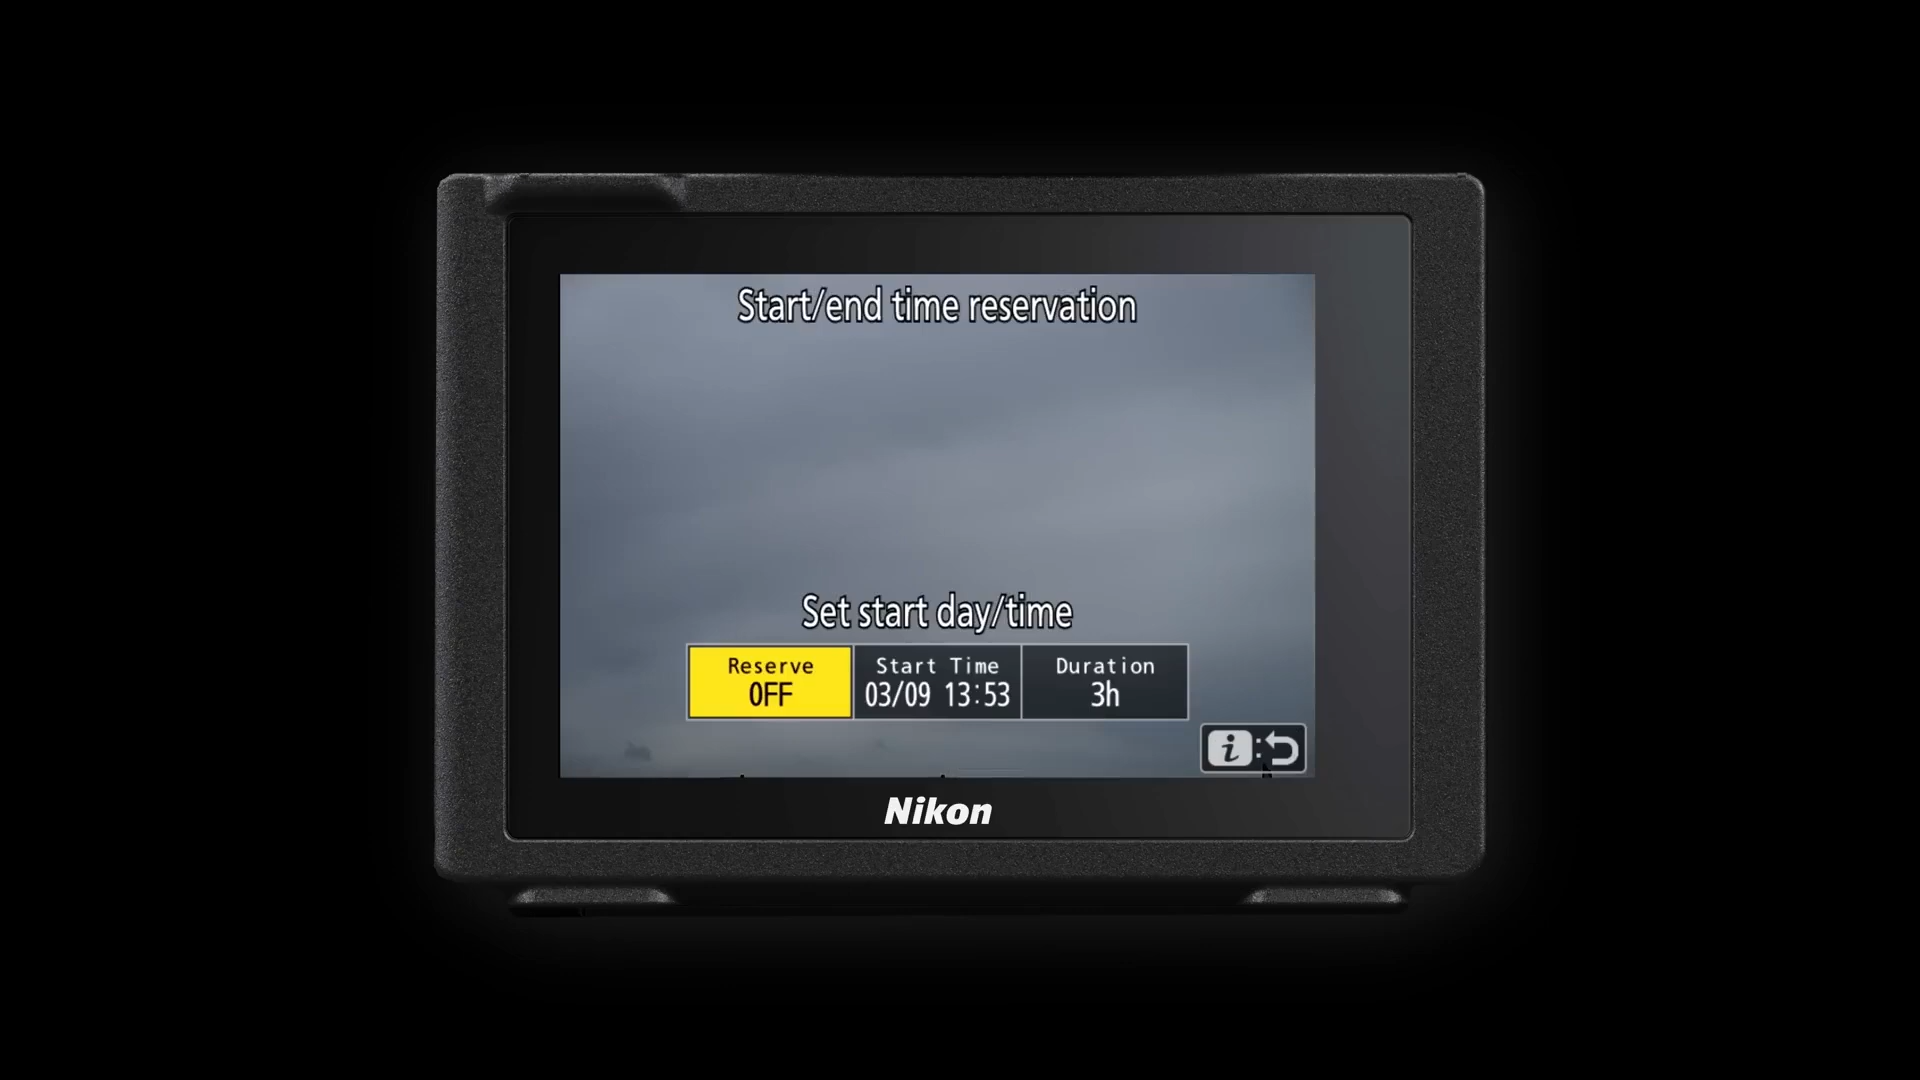 Start/end time reservation
Set start day/time
Reserve
OFF
Start Time
03/09 13:53
Duration
3h
i:
Nikon